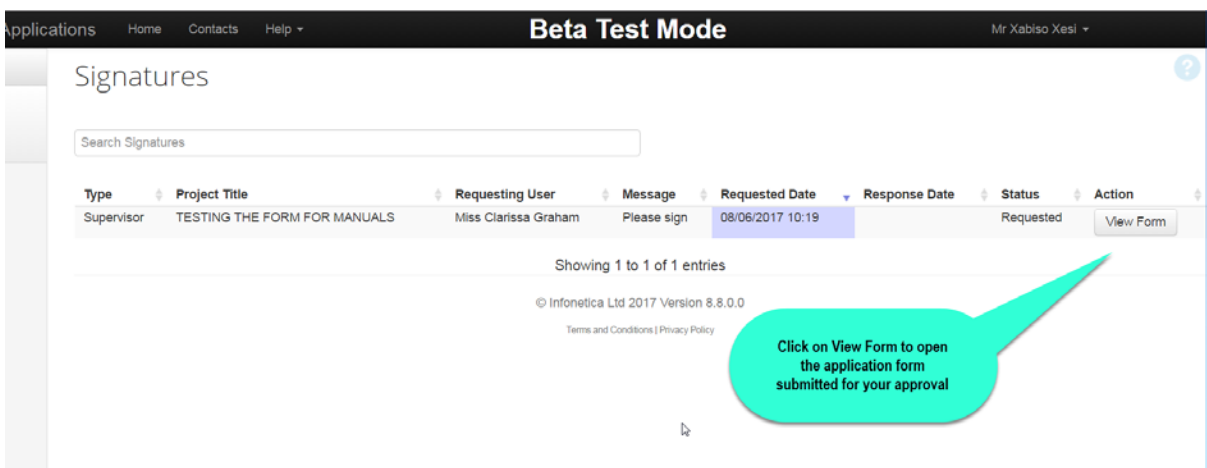 Applications Home Contacts Help Beta Test Mode Mr Xabiso Xesi
Signatures
?
Search Signatures
Type Project Title Requesting User Message Requested Date Response Date Status Action
Supervisor TESTING THE FORM FOR MANUALS Miss Clarissa Graham Please sign 08/06/2017 10:19 Requested View Form
Showing 1 to 1 of 1 entries
© Infonetica Ltd 2017 Version 8.8.0.0
Terms and Conditions | Privacy Policy
Click on View Form to open
the application form
submitted for your approval